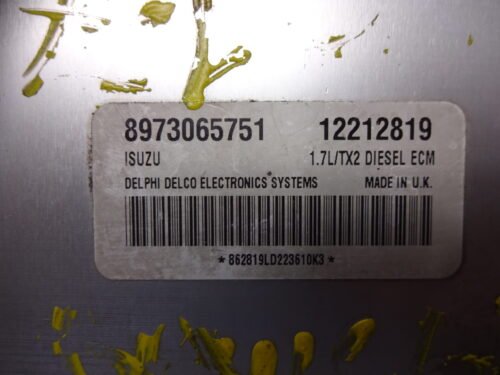 8973065751 12212819
ISUZU 1.7L/TX2 DIESEL ECM
DELPHI DELCO ELECTRONICS SYSTEMS MADE IN U.K.
*862819LD223610K3*